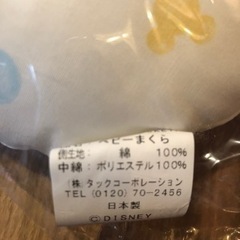 ベビーまくら
側生地： 綿 100%
中綿：ポリエステル100%
㈱ タックコーポレーション
TEL(0120)70-2456
日本製
©DISNEY